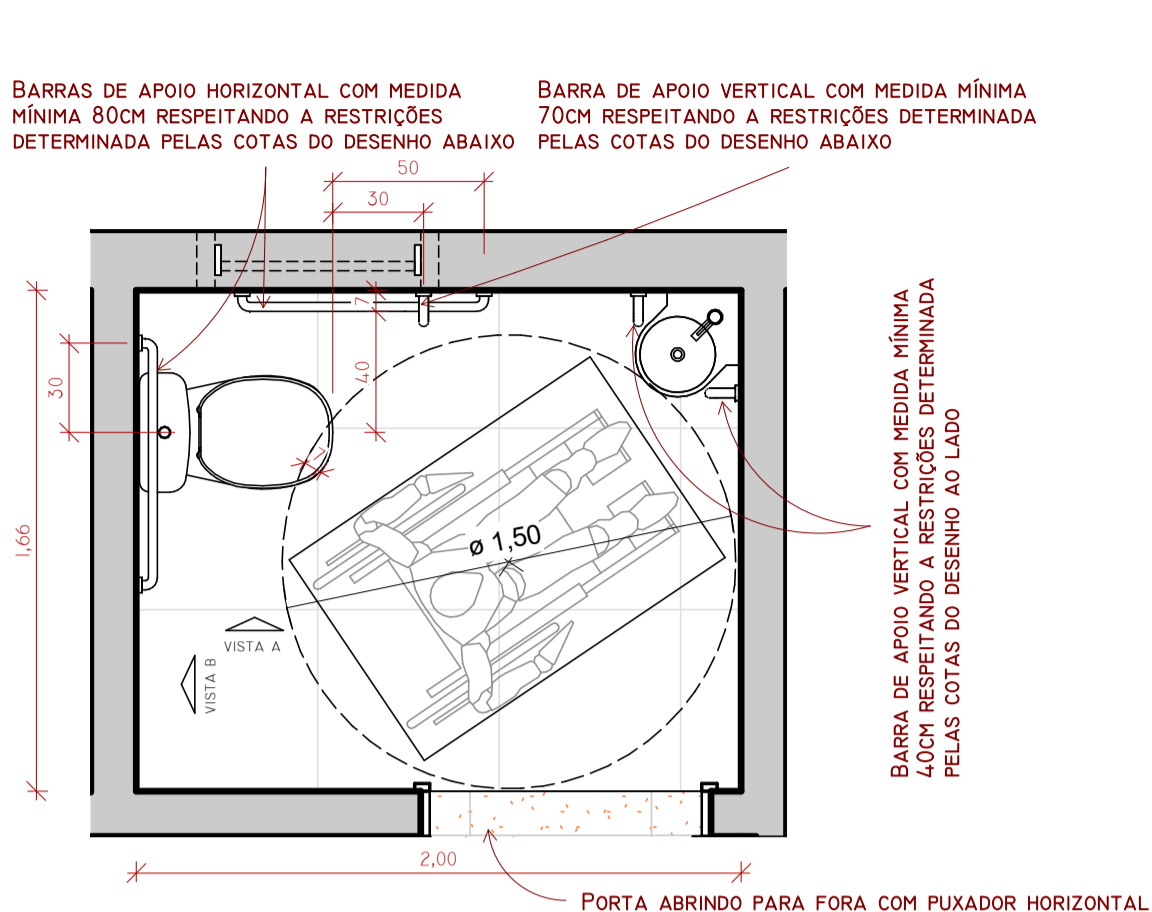 BARRAS DE APOIO HORIZONTAL COM MEDIDA
MÍNIMA 80CM RESPEITANDO A RESTRIÇÕES
DETERMINADA PELAS COTAS DO DESENHO ABAIXO
BARRA DE APOIO VERTICAL COM MEDIDA MÍNIMA
70CM RESPEITANDO A RESTRIÇÕES DETERMINADA
PELAS COTAS DO DESENHO ABAIXO
50
30
7
40
30
7
1,66
ø 1,50
VISTA A
VISTA B
BARRA DE APOIO VERTICAL COM MEDIDA MÍNIMA
40CM RESPEITANDO A RESTRIÇÕES DETERMINADA
PELAS COTAS DO DESENHO AO LADO
2,00
PORTA ABRINDO PARA FORA COM PUXADOR HORIZONTAL